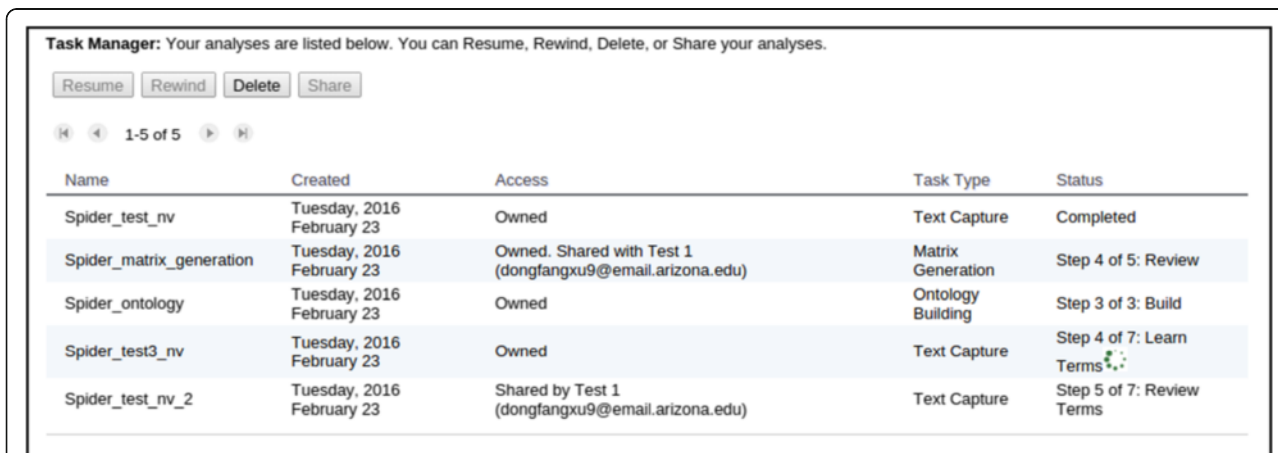 Task Manager: Your analyses are listed below. You can Resume, Rewind, Delete, or Share your analyses.
Resume Rewind Delete Share
1-5 of 5
Name Created Access Task Type Status
Spider_test_nv Tuesday, 2016 February 23 Owned Text Capture Completed
Spider_matrix_generation Tuesday, 2016 February 23 Owned. Shared with Test 1 (dongfangxu9@email.arizona.edu) Matrix Generation Step 4 of 5: Review
Spider_ontology Tuesday, 2016 February 23 Owned Ontology Building Step 3 of 3: Build
Spider_test3_nv Tuesday, 2016 February 23 Owned Text Capture Step 4 of 7: Learn Terms
Spider_test_nv_2 Tuesday, 2016 February 23 Shared by Test 1 (dongfangxu9@email.arizona.edu) Text Capture Step 5 of 7: Review Terms